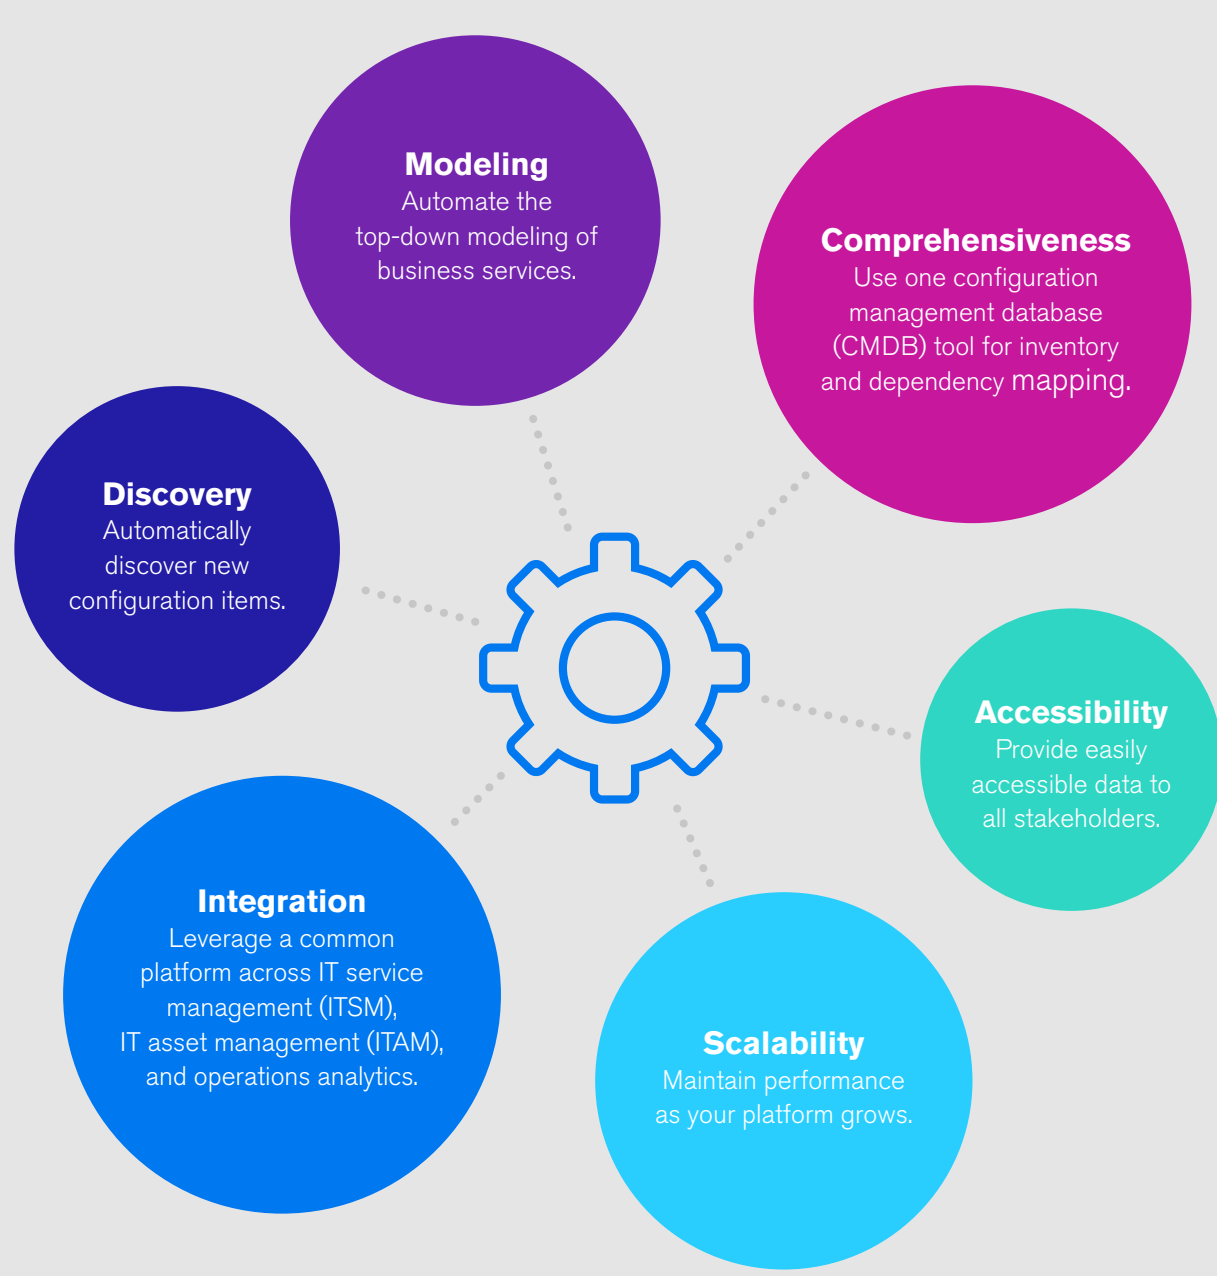 Modeling
Automate the
top-down modeling of
business services.
Comprehensiveness
Use one configuration
management database
(CMDB) tool for inventory
and dependency mapping.
Discovery
Automatically
discover new
configuration items.
Accessibility
Provide easily
accessible data to
all stakeholders.
Integration
Leverage a common
platform across IT service
management (ITSM),
IT asset management (ITAM),
and operations analytics.
Scalability
Maintain performance
as your platform grows.